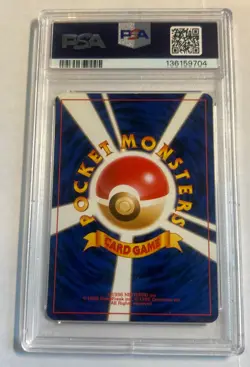 PSA
PSA
136159704
POCKET MONSTERS
CARD GAME